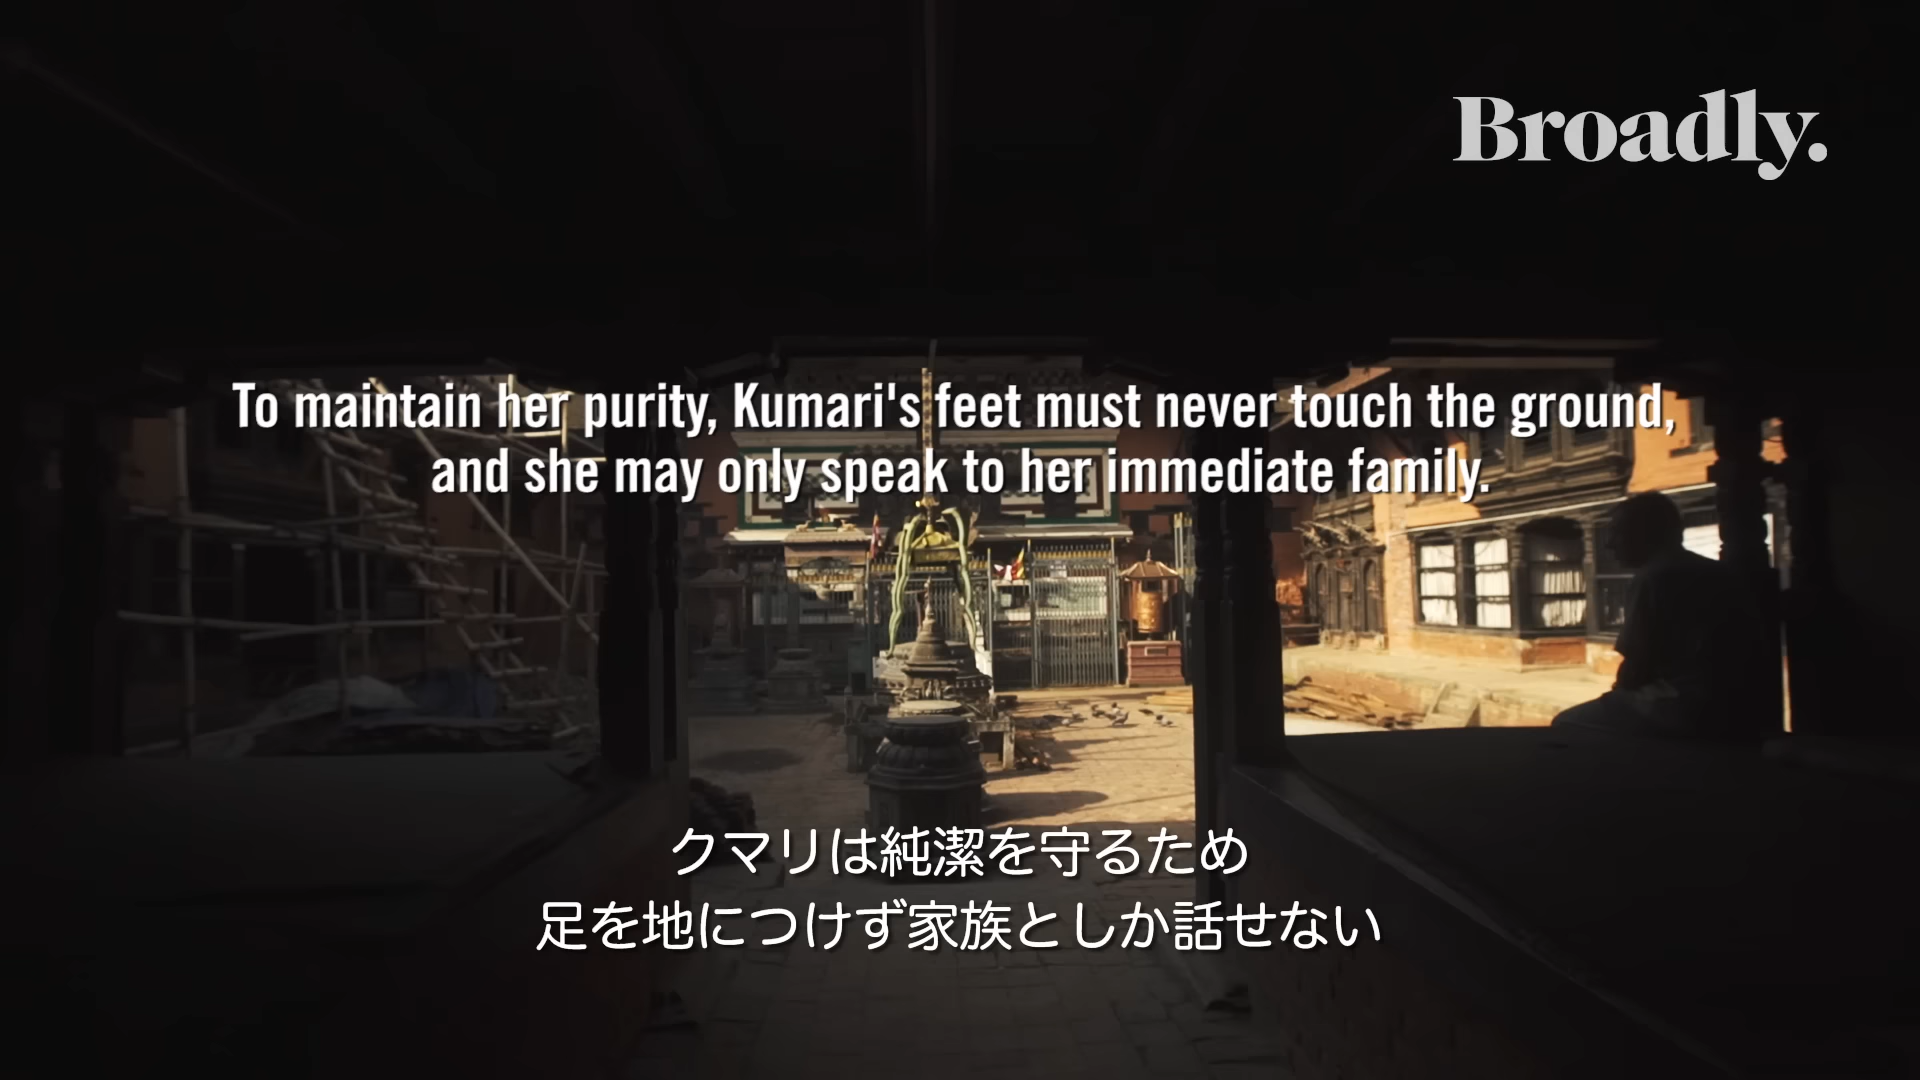 Broadly.
To maintain her purity, Kumari's feet must never touch the ground,
and she may only speak to her immediate family.
クマリは純潔を守るため
足を地につけず家族としか話せない